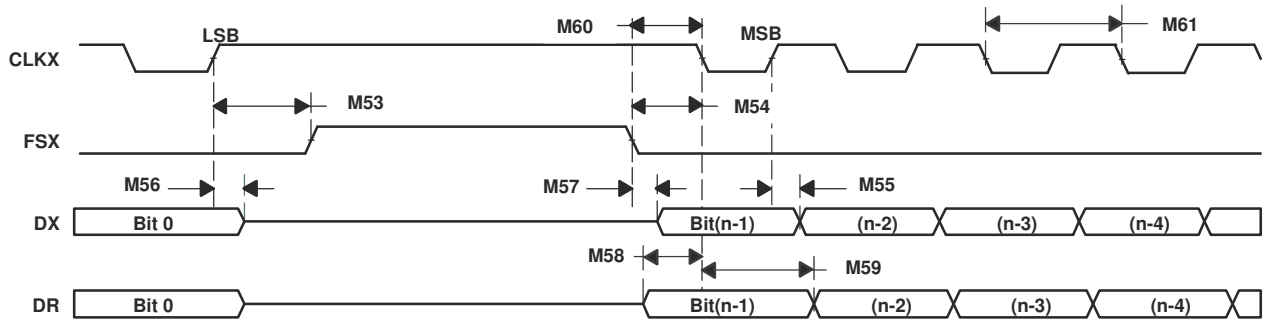 LSB
M60
MSB
M61
CLKX
M53
M54
FSX
M56
M57
M55
DX
Bit 0
Bit(n-1)
(n-2)
(n-3)
(n-4)
M58
M59
DR
Bit 0
Bit(n-1)
(n-2)
(n-3)
(n-4)